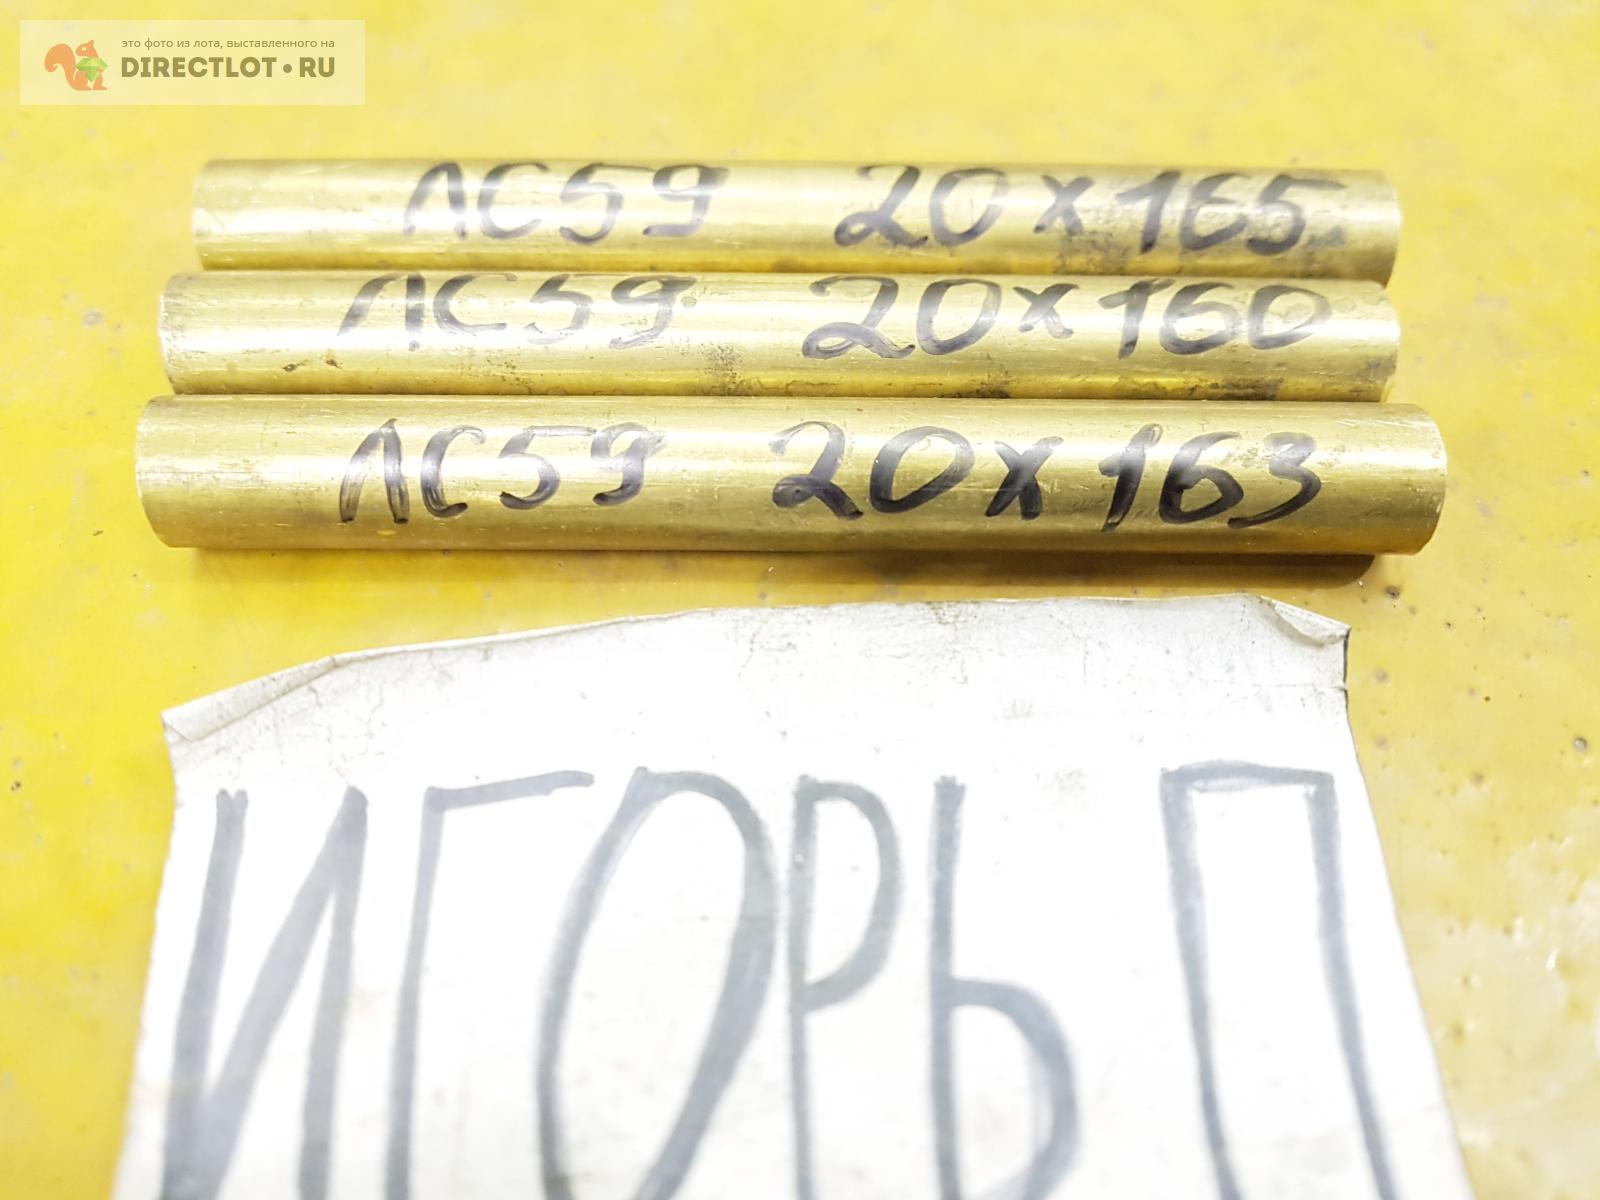 это фото из лота, выставленного на
DIRECTLOT•RU
ЛС59 20х165
ЛС59 20х160
ЛС59 20х163
ИГОРЬ П